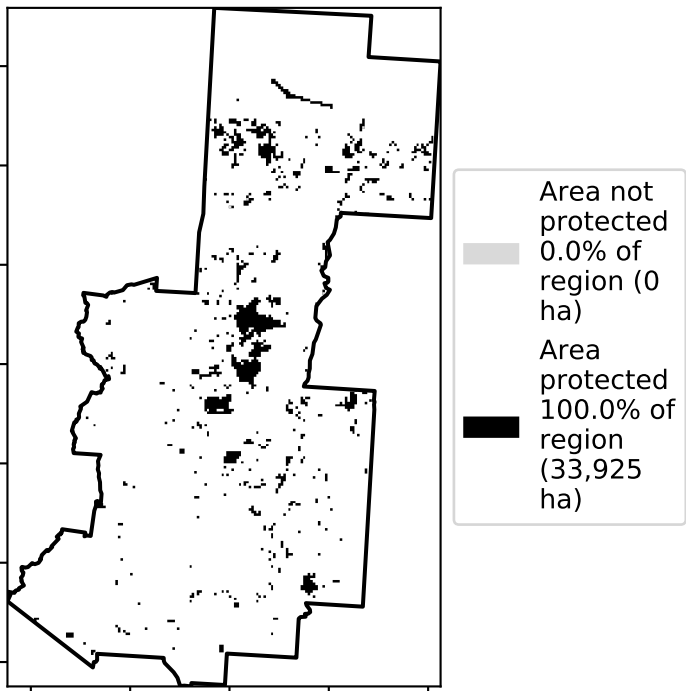 Area not
protected
0.0% of
region (0
ha)
Area
protected
100.0% of
region
(33,925
ha)